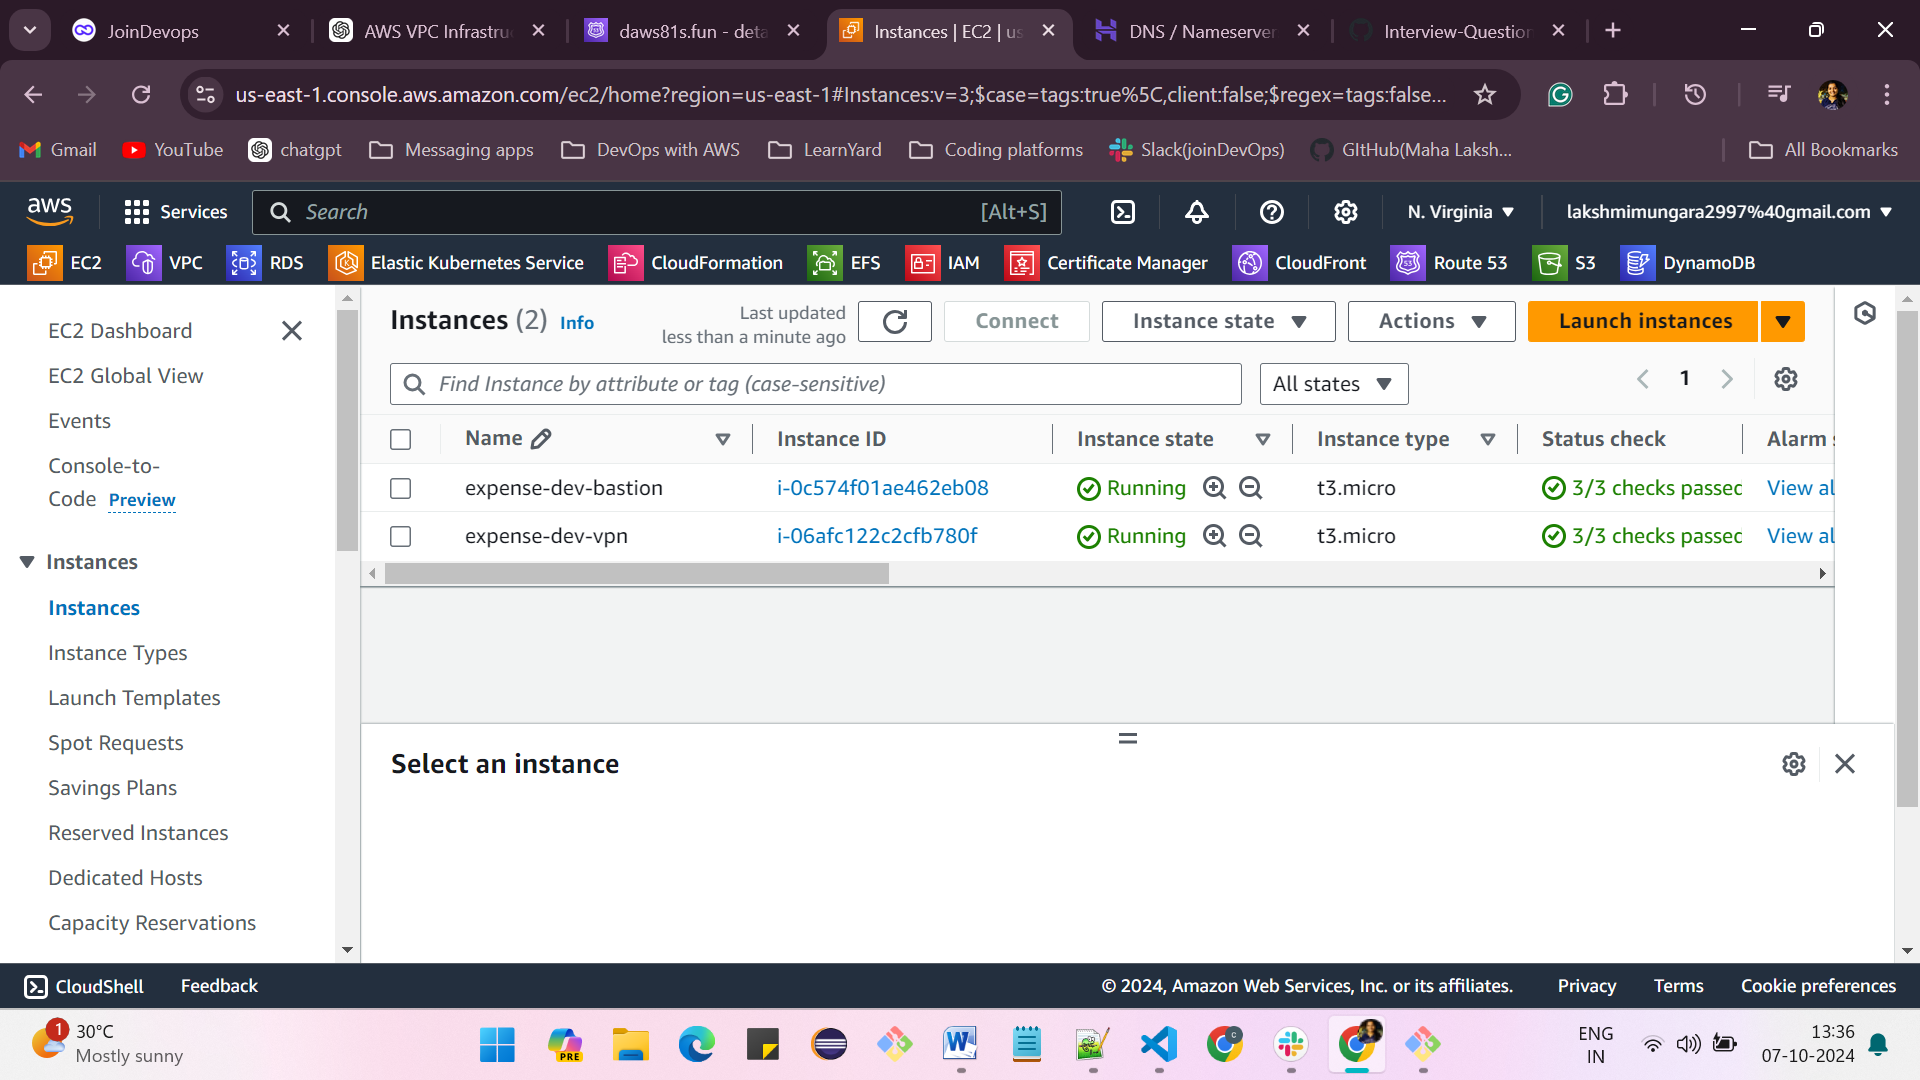 JoinDevops
AWS VPC Infrastru
daws81s.fun - deta
Instances | EC2 | us
DNS / Nameserver
Interview-Question
us-east-1.console.aws.amazon.com/ec2/home?region=us-east-1#Instances:v=3;$case=tags:true%5C,client:false;$regex=tags:false...
Gmail
YouTube
chatgpt
Messaging apps
DevOps with AWS
LearnYard
Coding platforms
Slack(joinDevOps)
GItHub(Maha Laksh...
All Bookmarks
aws
Services
Search
[Alt+S]
N. Virginia
lakshmimungara2997%40gmail.com
EC2
VPC
RDS
Elastic Kubernetes Service
CloudFormation
EFS
IAM
Certificate Manager
CloudFront
Route 53
S3
DynamoDB
EC2 Dashboard
EC2 Global View
Events
Console-to-
Code Preview
Instances
Instances
Instance Types
Launch Templates
Spot Requests
Savings Plans
Reserved Instances
Dedicated Hosts
Capacity Reservations
Instances (2) Info
Last updated
less than a minute ago
Connect
Instance state
Actions
Launch instances
Find Instance by attribute or tag (case-sensitive)
All states
1
Name
Instance ID
Instance state
Instance type
Status check
Alarm s
expense-dev-bastion
i-0c574f01ae462eb08
Running
t3.micro
3/3 checks passed
View al
expense-dev-vpn
i-06afc122c2cfb780f
Running
t3.micro
3/3 checks passed
View al
Select an instance
CloudShell
Feedback
© 2024, Amazon Web Services, Inc. or its affiliates.
Privacy
Terms
Cookie preferences
1
30°C
Mostly sunny
PRE
ENG
IN
13:36
07-10-2024